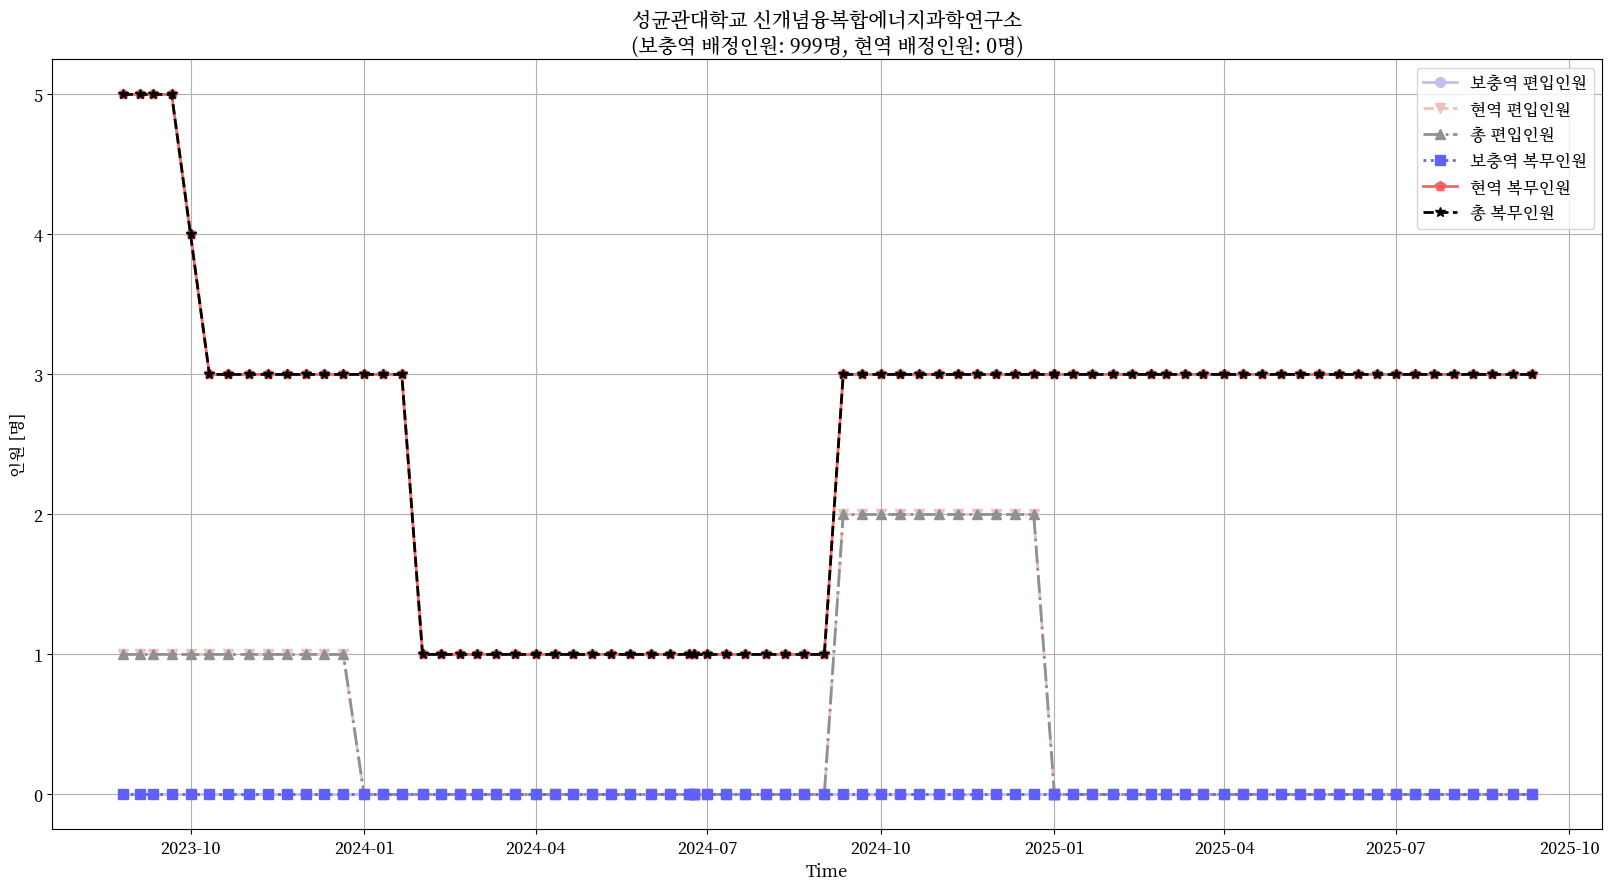 성균관대학교 신개념융복합에너지과학연구소
(보충역 배정인원: 999명, 현역 배정인원: 0명)
보충역 편입인원
현역 편입인원
총 편입인원
보충역 복무인원
현역 복무인원
총 복무인원
인원 [명]
5
4
3
2
1
0
2023-10
2024-01
2024-04
2024-07
2024-10
2025-01
2025-04
2025-07
2025-10
Time